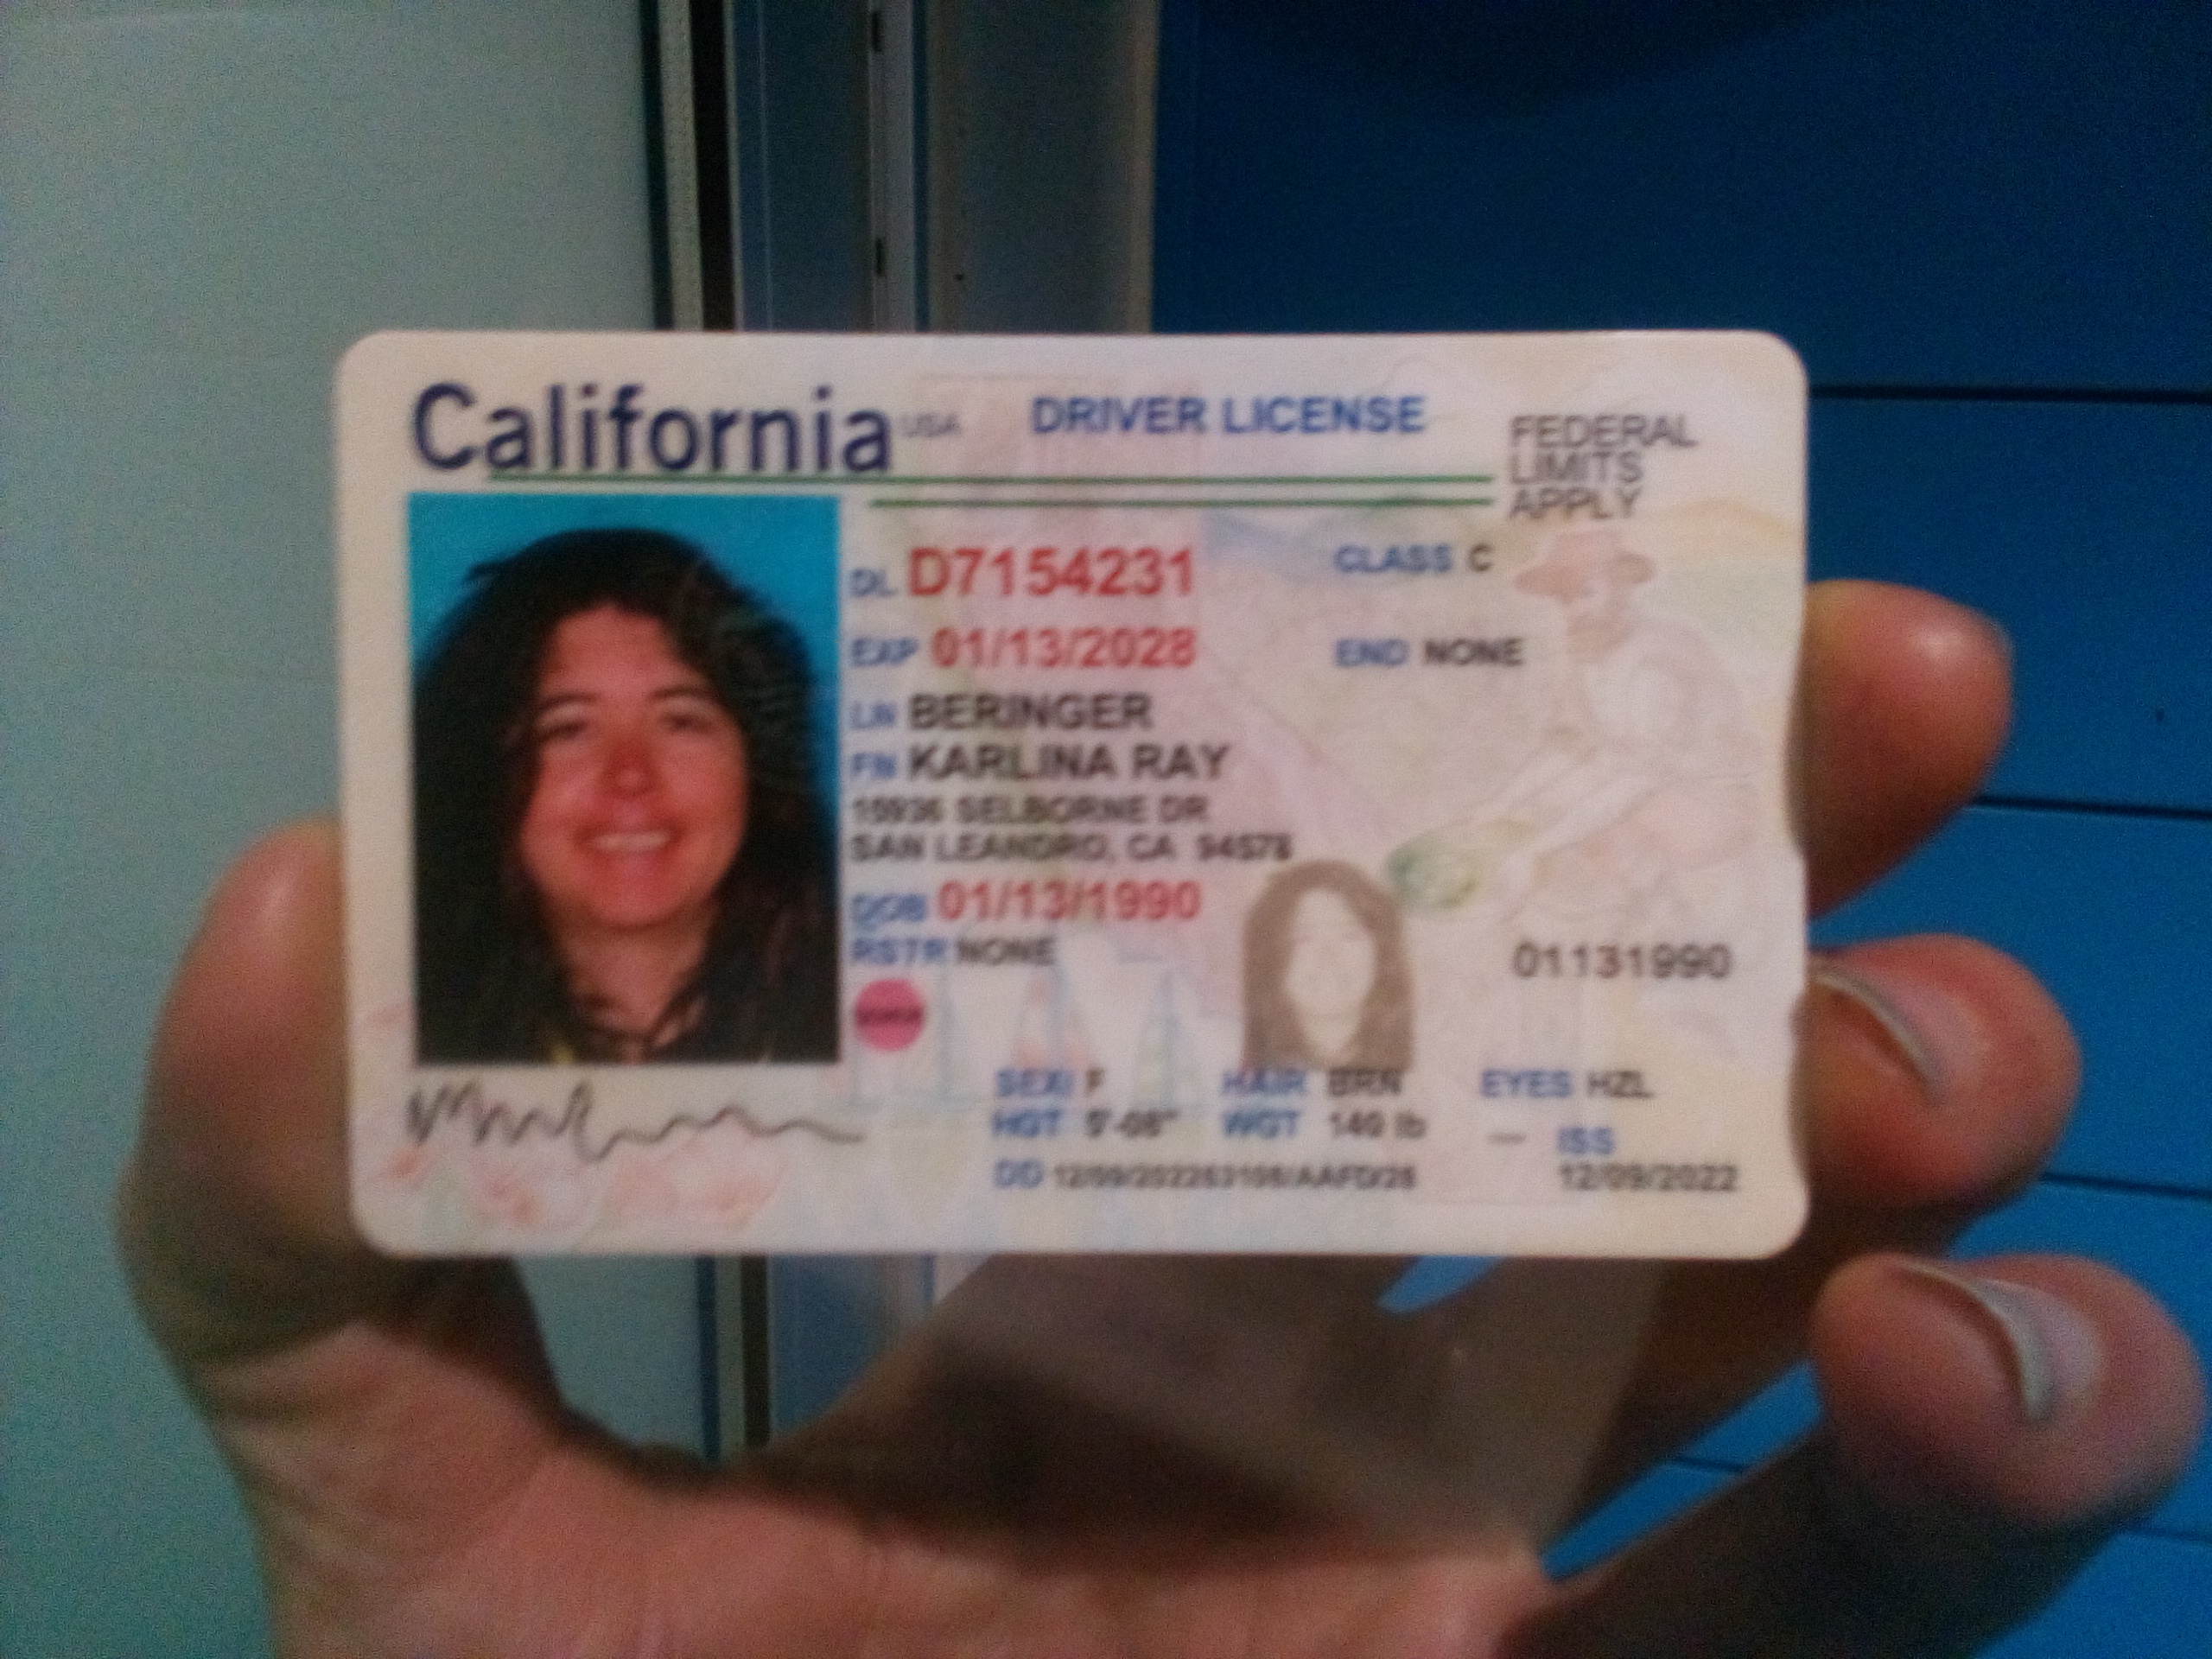 California USA DRIVER LICENSE
FEDERAL
LIMITS
APPLY
DL D7154231 CLASS C
EXP 01/13/2028 END NONE
LN BERINGER
FN KARLINA RAY
15936 SELBORNE DR
SAN LEANDRO, CA 94578
DOB 01/13/1990
RSTR NONE
01131990
DONOR
SEX F HAIR BRN EYES HZL
HGT 5'-08" WGT 140 lb ISS
DD 12/09/202263106/AAFD/28 12/09/2022